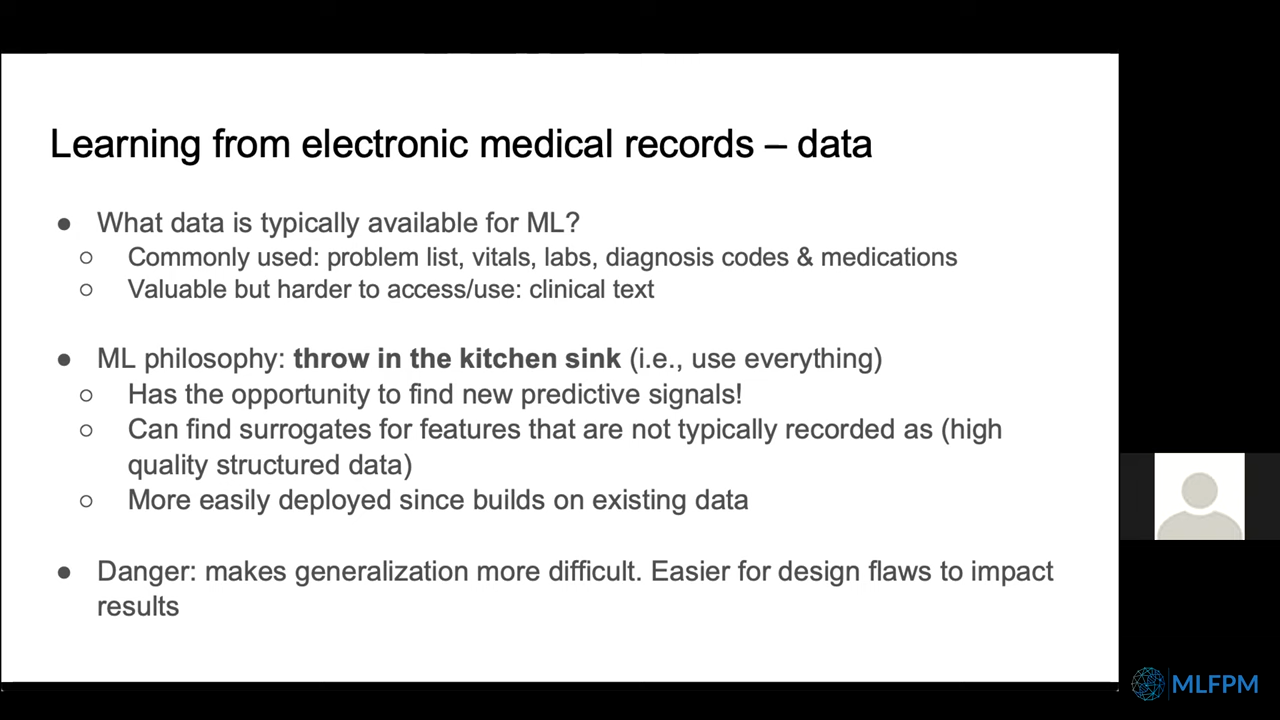 Learning from electronic medical records – data
● What data is typically available for ML?
○ Commonly used: problem list, vitals, labs, diagnosis codes & medications
○ Valuable but harder to access/use: clinical text
● ML philosophy: throw in the kitchen sink (i.e., use everything)
○ Has the opportunity to find new predictive signals!
○ Can find surrogates for features that are not typically recorded as (high
quality structured data)
○ More easily deployed since builds on existing data
● Danger: makes generalization more difficult. Easier for design flaws to impact
results
MLFPM